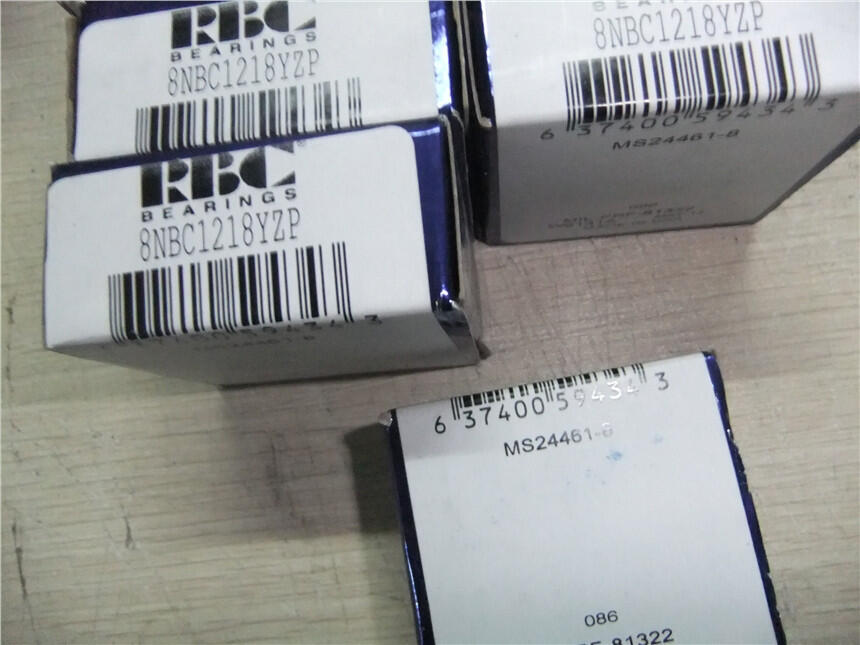 RBC
BEARINGS
8NBC1218YZP
RBC
BEARINGS
8NBC1218YZP
8NBC1218YZP
6 37400 59434 3
MS24461-8
6 37400 59434 3
MS24461-8
086
81322